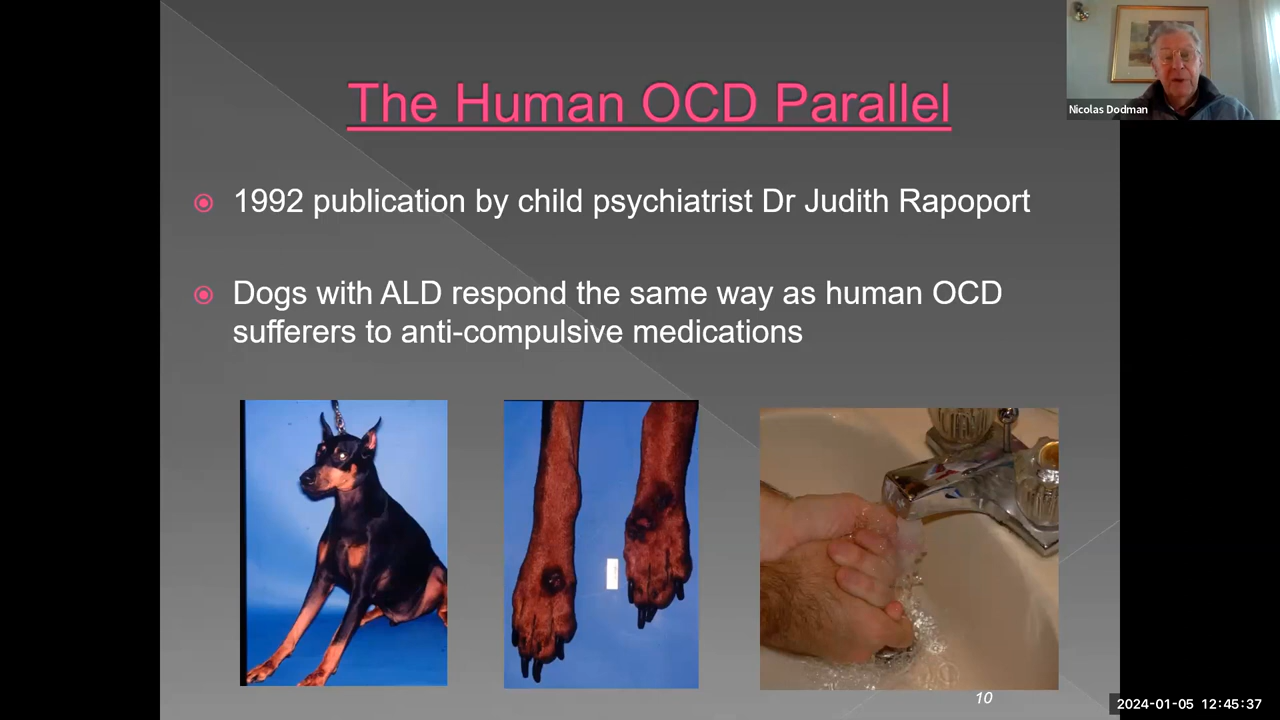 The Human OCD Parallel
Nicolas Dodman
1992 publication by child psychiatrist Dr Judith Rapoport
Dogs with ALD respond the same way as human OCD
sufferers to anti-compulsive medications
10
2024-01-05 12:45:37